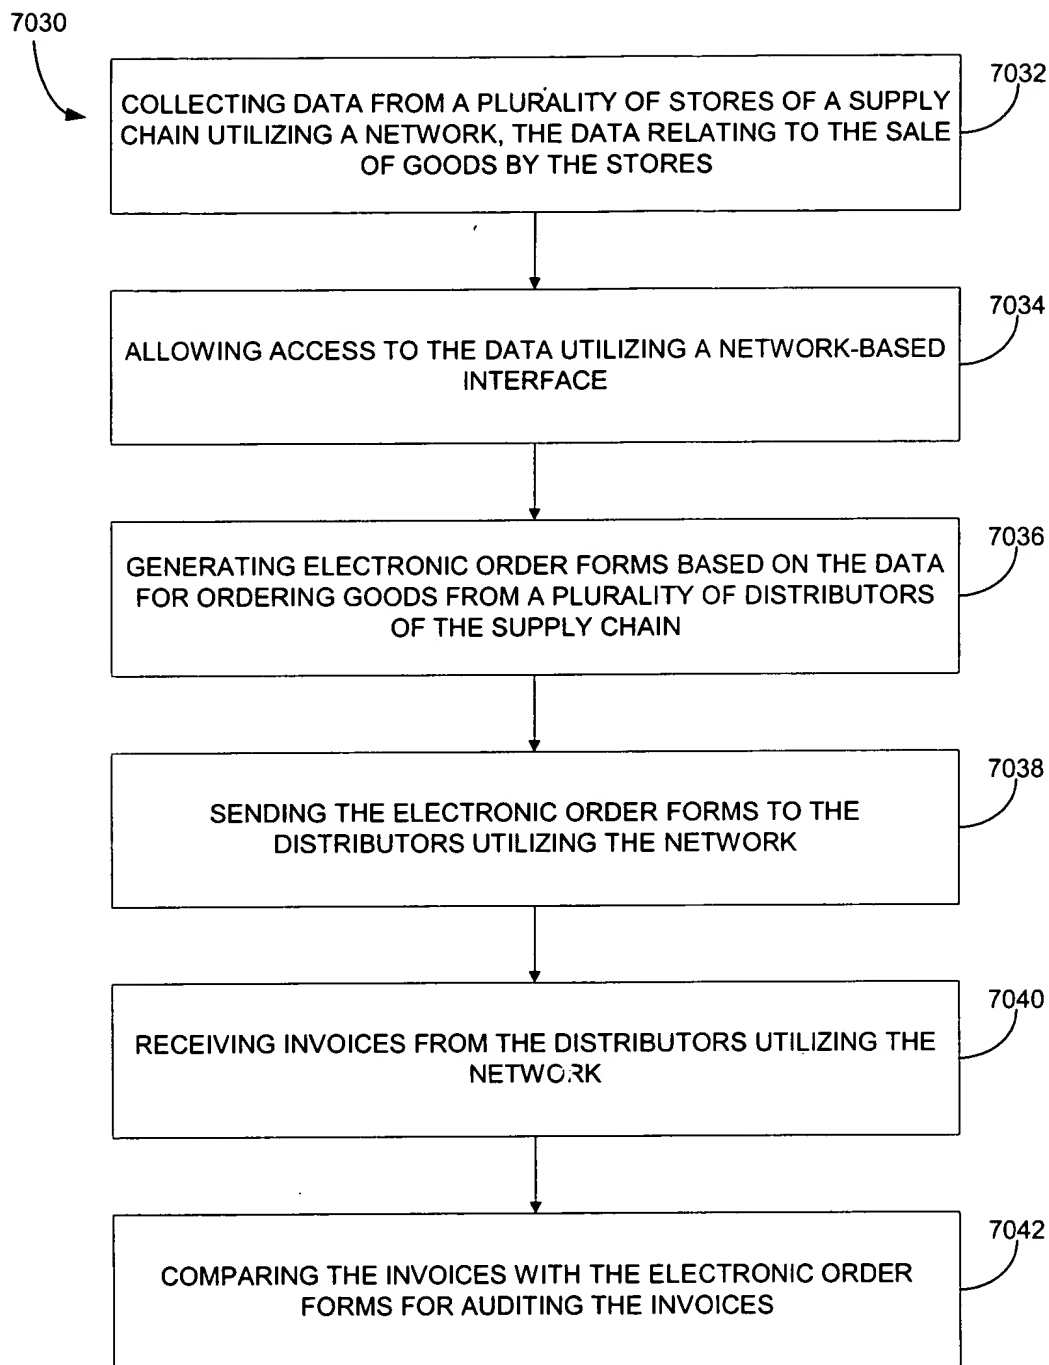 7030
7032
COLLECTING DATA FROM A PLURALITY OF STORES OF A SUPPLY
CHAIN UTILIZING A NETWORK, THE DATA RELATING TO THE SALE
OF GOODS BY THE STORES
7034
ALLOWING ACCESS TO THE DATA UTILIZING A NETWORK-BASED
INTERFACE
7036
GENERATING ELECTRONIC ORDER FORMS BASED ON THE DATA
FOR ORDERING GOODS FROM A PLURALITY OF DISTRIBUTORS
OF THE SUPPLY CHAIN
7038
SENDING THE ELECTRONIC ORDER FORMS TO THE
DISTRIBUTORS UTILIZING THE NETWORK
7040
RECEIVING INVOICES FROM THE DISTRIBUTORS UTILIZING THE
NETWORK
7042
COMPARING THE INVOICES WITH THE ELECTRONIC ORDER
FORMS FOR AUDITING THE INVOICES